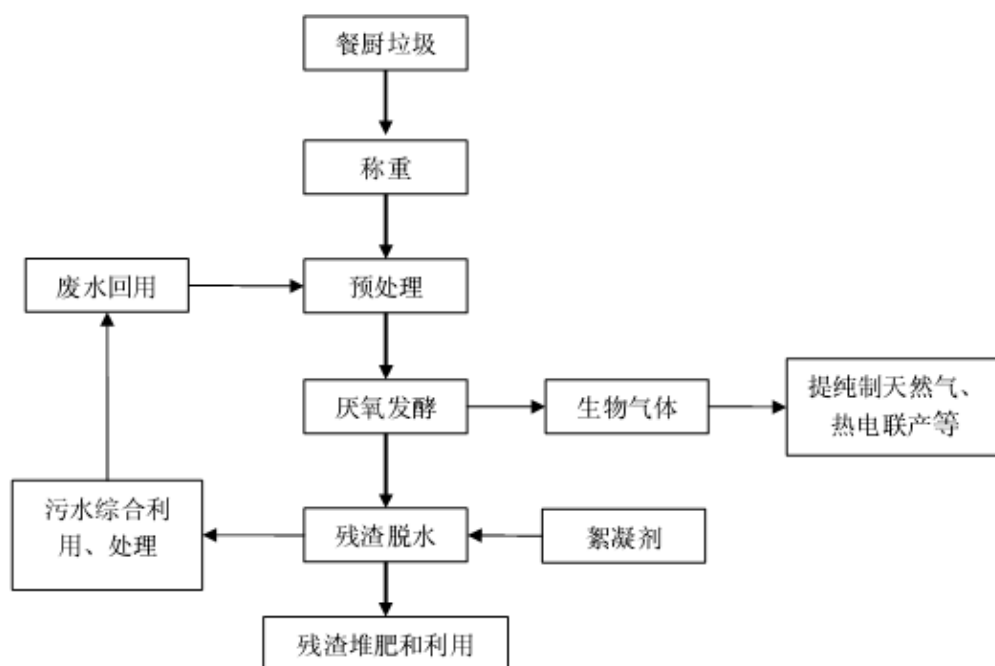 餐厨垃圾
称重
废水回用
预处理
厌氧发酵
生物气体
提纯制天然气、
热电联产等
污水综合利
用、处理
残渣脱水
絮凝剂
残渣堆肥和利用